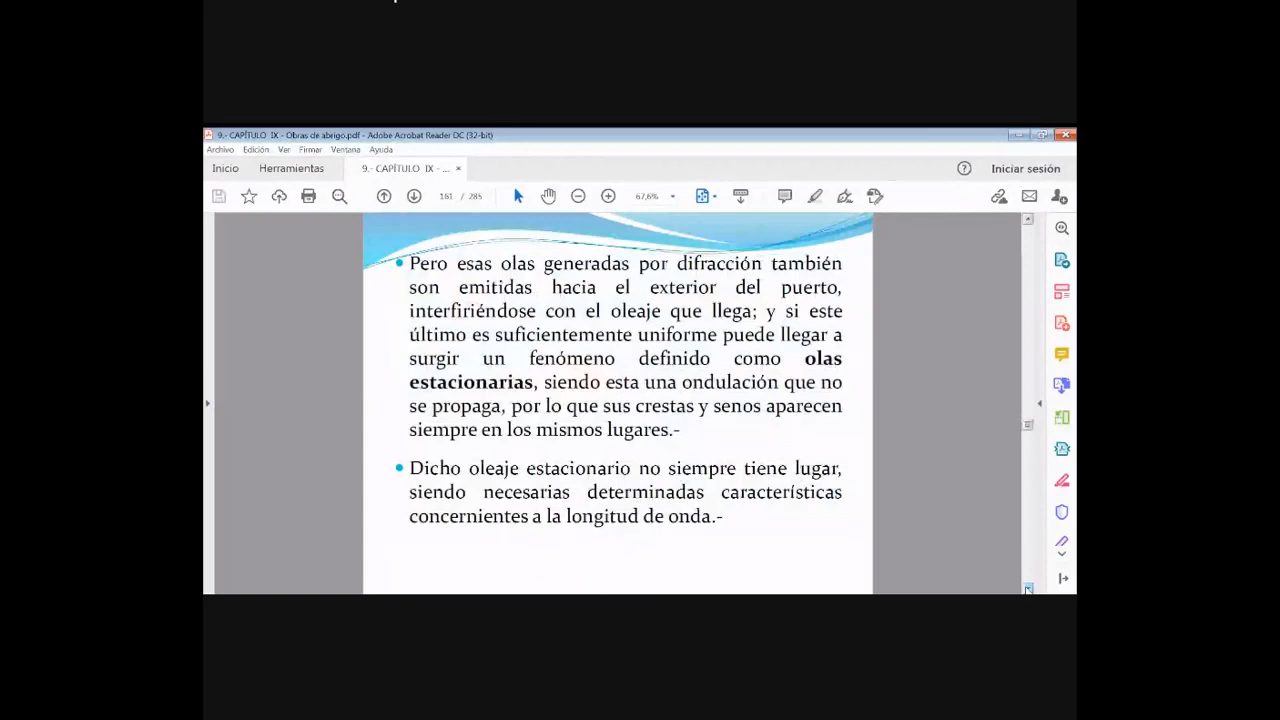 9.- CAPÍTULO IX - Obras de abrigo.pdf - Adobe Acrobat Reader DC (32-bit)
Archivo Edición Ver Firmar Ventana Ayuda
Inicio Herramientas 9.- CAPÍTULO IX - ... × Iniciar sesión
161 / 285 67,6%
• Pero esas olas generadas por difracción también
son emitidas hacia el exterior del puerto,
interfiriéndose con el oleaje que llega; y si este
último es suficientemente uniforme puede llegar a
surgir un fenómeno definido como olas
estacionarias, siendo esta una ondulación que no
se propaga, por lo que sus crestas y senos aparecen
siempre en los mismos lugares.-
• Dicho oleaje estacionario no siempre tiene lugar,
siendo necesarias determinadas características
concernientes a la longitud de onda.-